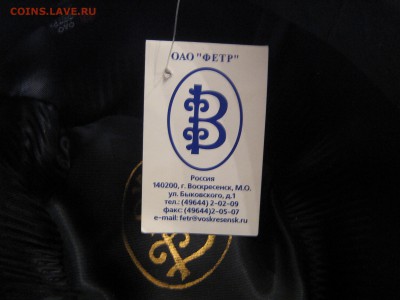 COINS.LAVE.RU
ОАО "ФЕТР"
В
Россия
140200, г. Воскресенск, М.О.
ул. Быковского, д.1
тел.: (49644) 2-02-09
факс: (49644)2-05-07
e-mail: fetr@voskresensk.ru